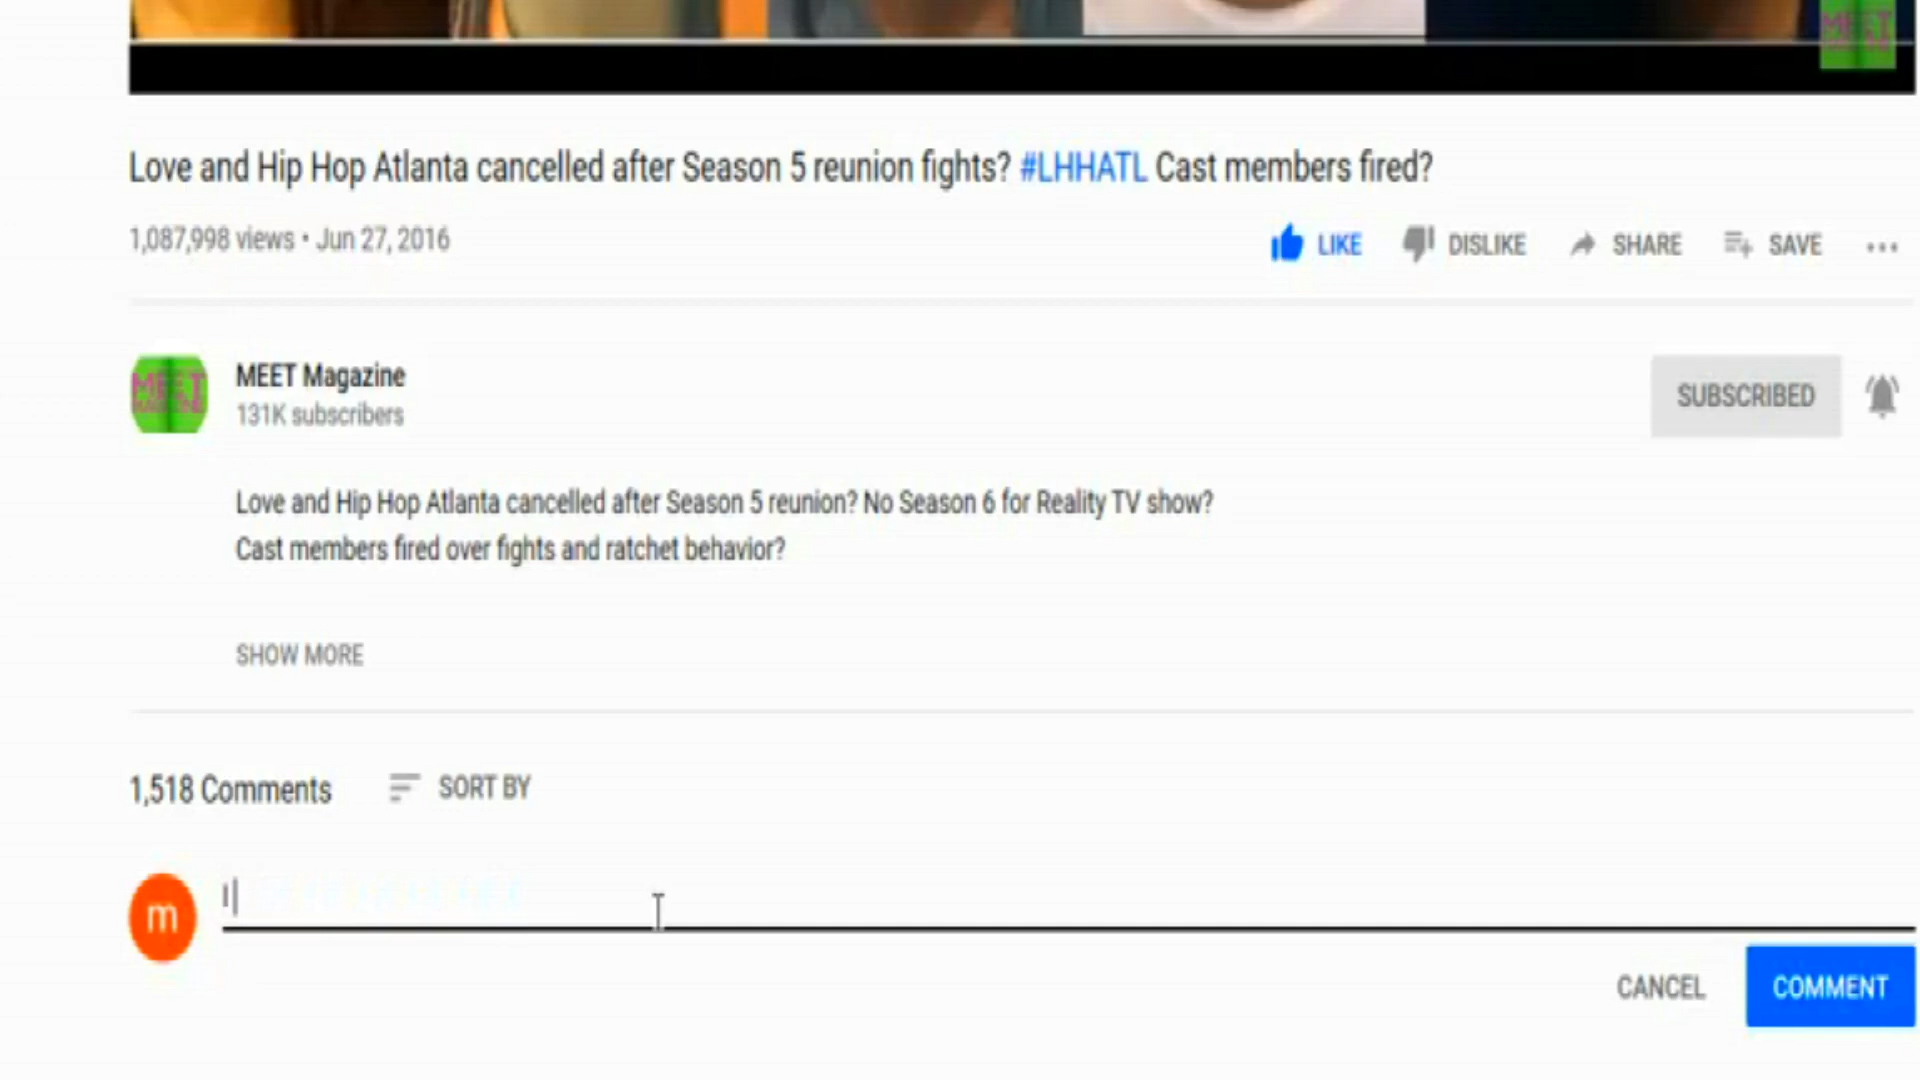 MEET
Love and Hip Hop Atlanta cancelled after Season 5 reunion fights? #LHHATL Cast members fired?
1,087,998 views • Jun 27, 2016
LIKE DISLIKE SHARE SAVE
MEET
MEET Magazine
131K subscribers
SUBSCRIBED
Love and Hip Hop Atlanta cancelled after Season 5 reunion? No Season 6 for Reality TV show?
Cast members fired over fights and ratchet behavior?
SHOW MORE
1,518 Comments SORT BY
m
I
CANCEL COMMENT